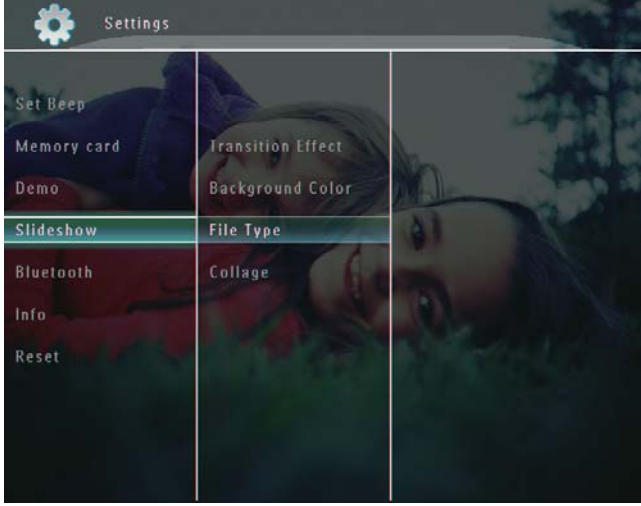 Settings
Set Beep
Memory card
Demo
Slideshow
Bluetooth
Info
Reset
Transition Effect
Background Color
File Type
Collage